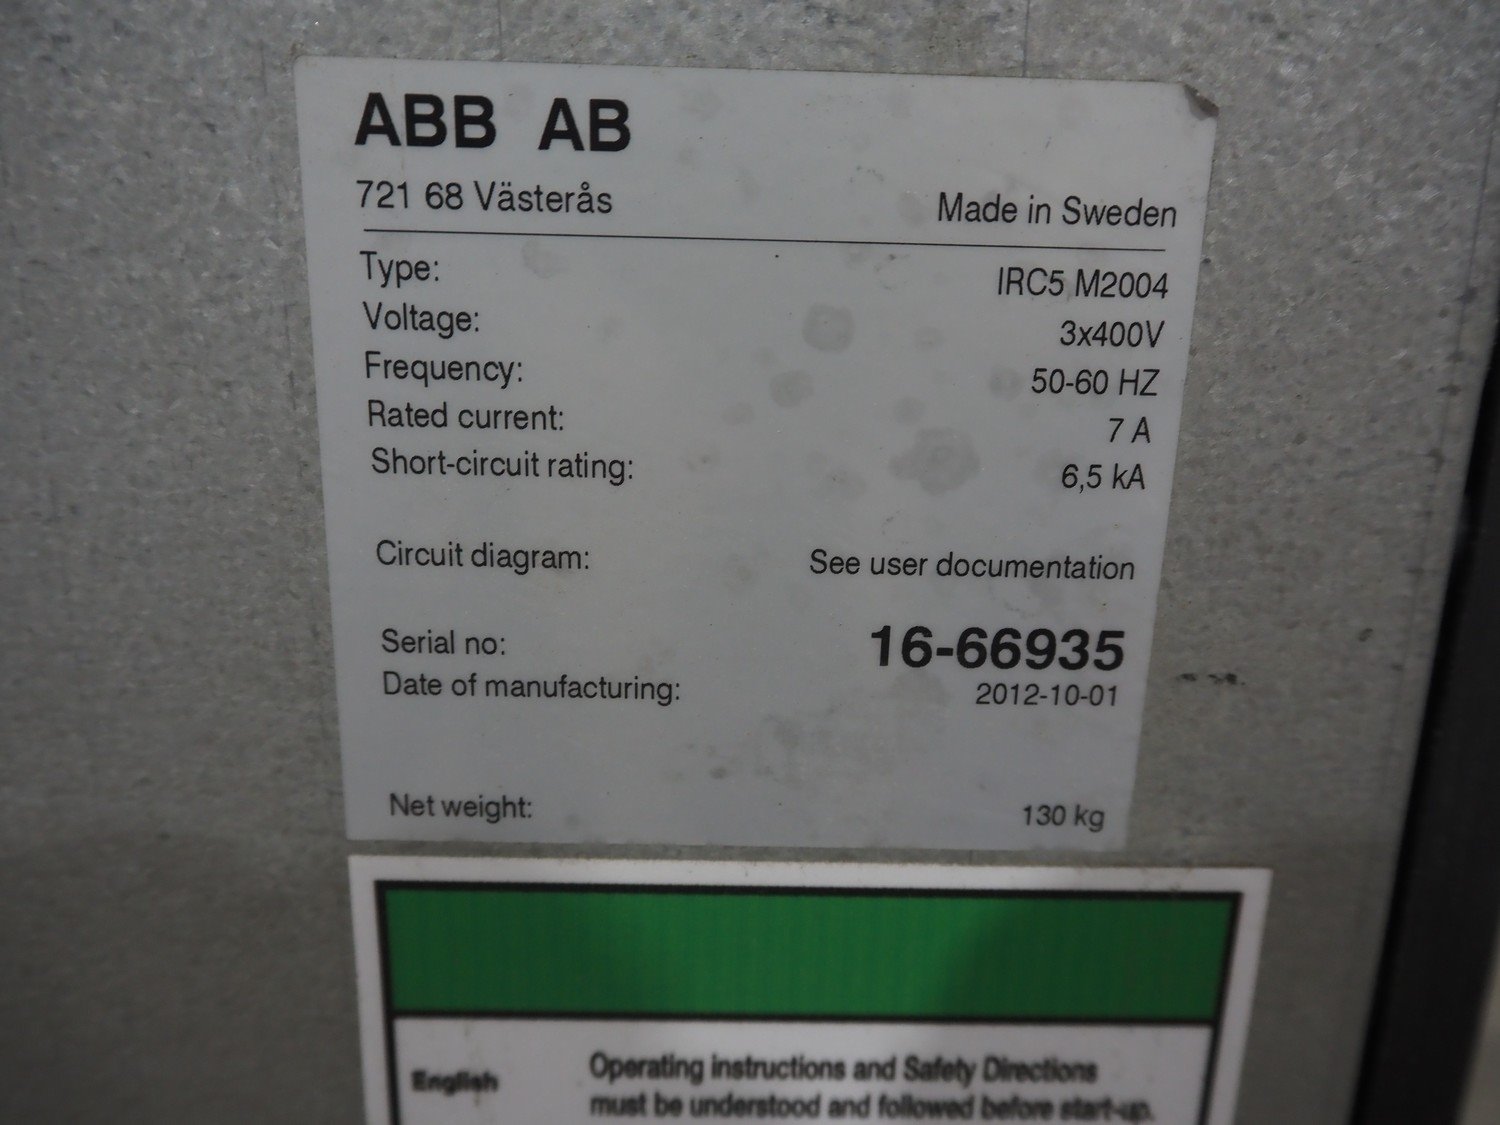 ABB AB
721 68 Västerås Made in Sweden
Type: IRC5 M2004
Voltage: 3x400V
Frequency: 50-60 HZ
Rated current: 7 A
Short-circuit rating: 6,5 kA
Circuit diagram: See user documentation
Serial no: 16-66935
Date of manufacturing: 2012-10-01
Net weight: 130 kg
English Operating instructions and Safety Directions
must be understood and followed before start-up.